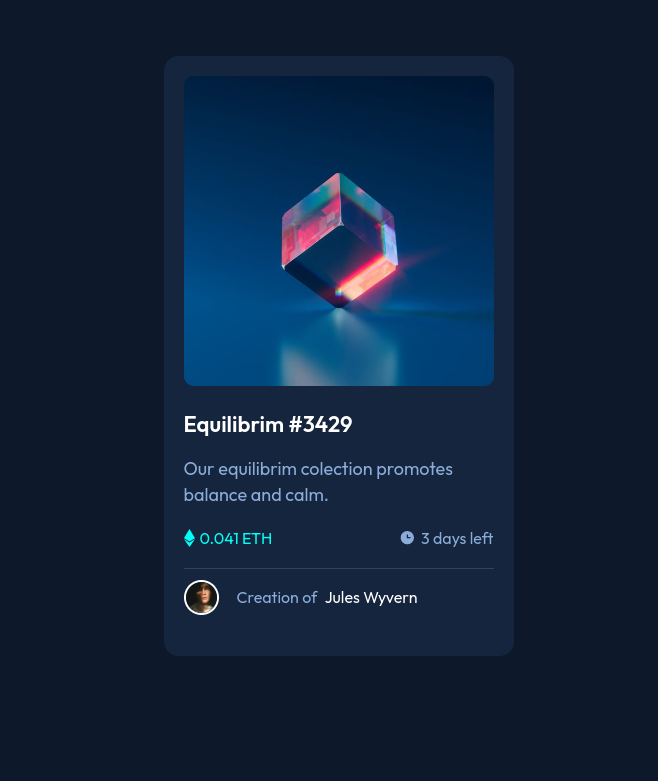 Equilibrim #3429
Our equilibrim colection promotes
balance and calm.
0.041 ETH 3 days left
Creation of Jules Wyvern